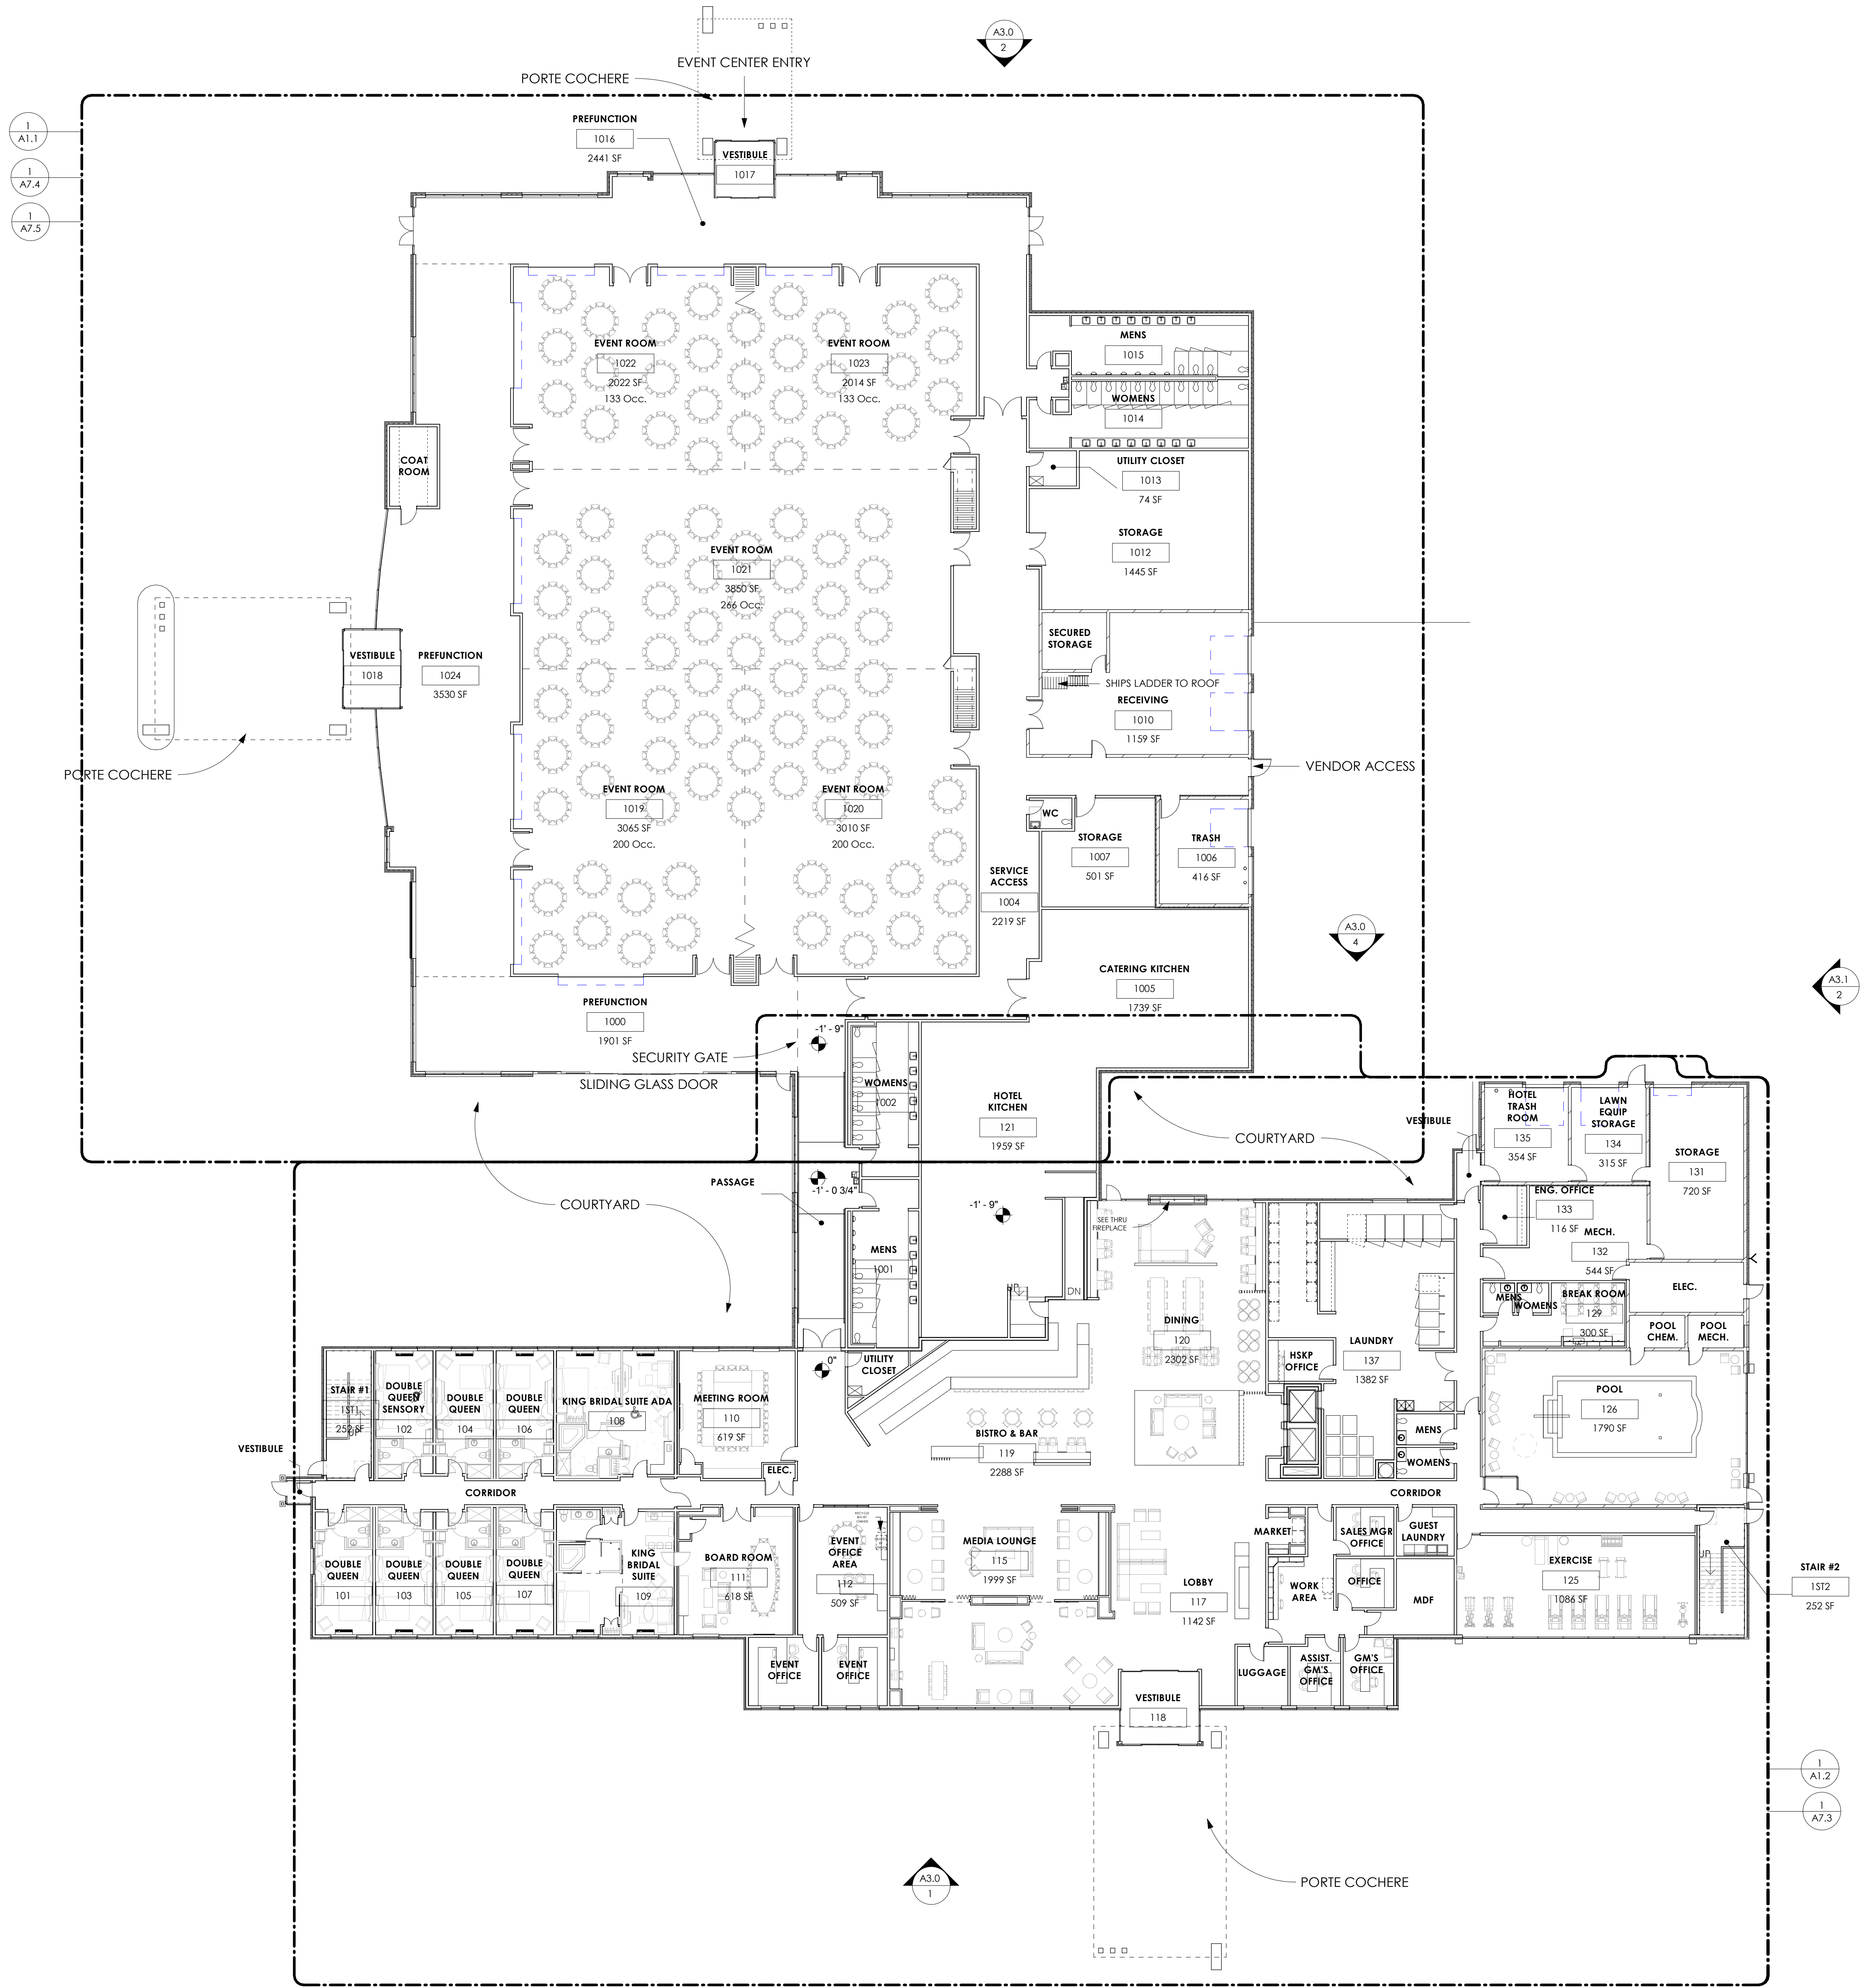 A3.0
2
EVENT CENTER ENTRY
PORTE COCHERE
1
A1.1
1
A7.4
1
A7.5
PREFUNCTION
1016
2441 SF
VESTIBULE
1017
EVENT ROOM
1022
2022 SF
133 Occ.
EVENT ROOM
1023
2014 SF
133 Occ.
MENS
1015
WOMENS
1014
COAT
ROOM
UTILITY CLOSET
1013
74 SF
STORAGE
1012
1445 SF
EVENT ROOM
1021
3850 SF
266 Occ.
SECURED
STORAGE
SHIPS LADDER TO ROOF
VESTIBULE
1018
PREFUNCTION
1024
3530 SF
RECEIVING
1010
1159 SF
PORTE COCHERE
VENDOR ACCESS
EVENT ROOM
1019
3065 SF
200 Occ.
EVENT ROOM
1020
3010 SF
200 Occ.
WC
STORAGE
1007
501 SF
TRASH
1006
416 SF
SERVICE
ACCESS
1004
2219 SF
A3.0
4
CATERING KITCHEN
1005
1739 SF
A3.1
2
PREFUNCTION
1000
1901 SF
-1' - 9"
SECURITY GATE
SLIDING GLASS DOOR
WOMENS
1002
HOTEL
KITCHEN
121
1959 SF
COURTYARD
VESTIBULE
HOTEL
TRASH
ROOM
135
354 SF
LAWN
EQUIP
STORAGE
134
315 SF
STORAGE
131
720 SF
PASSAGE
-1' - 0 3/4"
COURTYARD
-1' - 9"
SEE THRU
FIREPLACE
ENG. OFFICE
133
116 SF
MECH.
132
544 SF
MENS
1001
UP
DN
ELEC.
MENS
WOMENS
BREAK ROOM
129
300 SF
POOL
CHEM.
POOL
MECH.
DINING
120
2302 SF
HSKP
OFFICE
LAUNDRY
137
1382 SF
0"
UTILITY
CLOSET
STAIR #1
1ST1
252 SF
UP
DOUBLE
QUEEN
SENSORY
102
DOUBLE
QUEEN
104
DOUBLE
QUEEN
106
KING BRIDAL SUITE ADA
108
MEETING ROOM
110
619 SF
POOL
126
1790 SF
BISTRO & BAR
119
2288 SF
MENS
WOMENS
VESTIBULE
ELEC.
CORRIDOR
CORRIDOR
DOUBLE
QUEEN
101
DOUBLE
QUEEN
103
DOUBLE
QUEEN
105
DOUBLE
QUEEN
107
KING
BRIDAL
SUITE
109
BOARD ROOM
111
618 SF
EVENT
OFFICE
AREA
112
509 SF
MEDIA LOUNGE
115
1999 SF
MARKET
SALES MGR
OFFICE
GUEST
LAUNDRY
LOBBY
117
1142 SF
WORK
AREA
OFFICE
MDF
EXERCISE
125
1086 SF
UP
STAIR #2
1ST2
252 SF
EVENT
OFFICE
EVENT
OFFICE
LUGGAGE
ASSIST.
GM'S
OFFICE
GM'S
OFFICE
VESTIBULE
118
1
A1.2
1
A7.3
A3.0
1
PORTE COCHERE